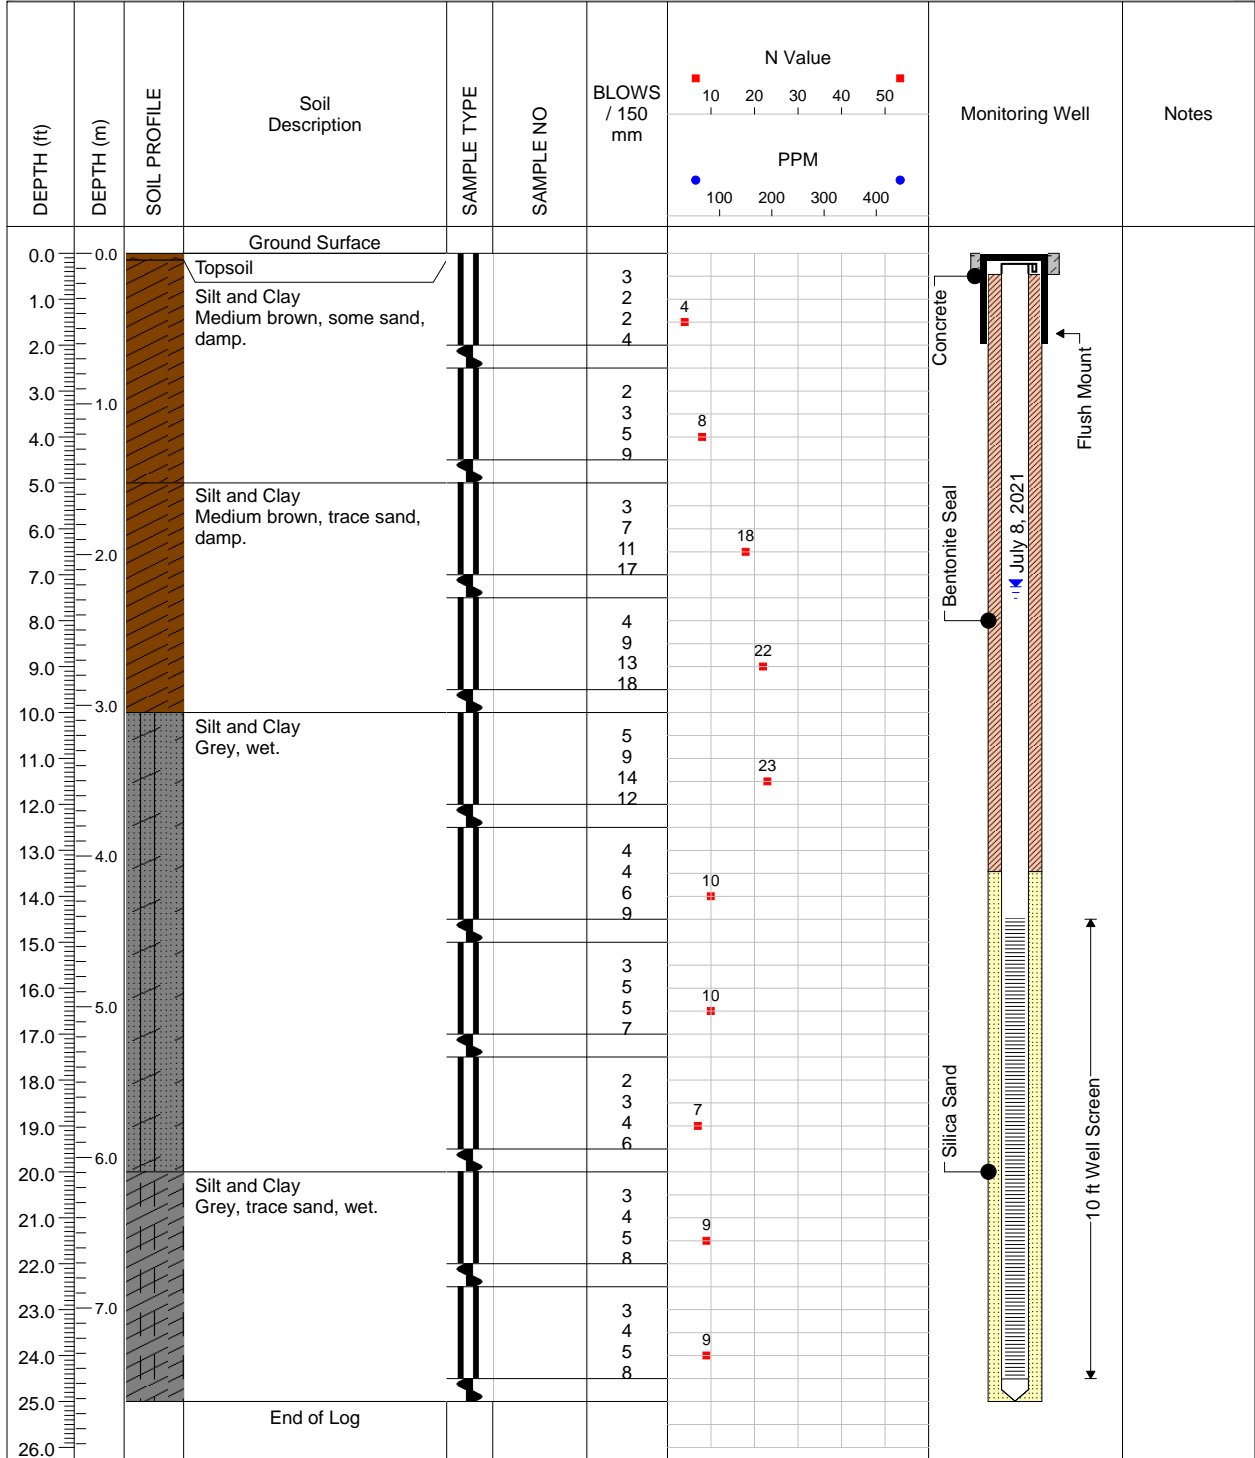 DEPTH (ft)
DEPTH (m)
SOIL PROFILE
Soil
Description
SAMPLE TYPE
SAMPLE NO
BLOWS
/ 150
mm
N Value
10 20 30 40 50
PPM
100 200 300 400
Monitoring Well
Notes
Ground Surface
0.0
1.0
2.0
3.0
4.0
5.0
6.0
7.0
8.0
9.0
10.0
11.0
12.0
13.0
14.0
15.0
16.0
17.0
18.0
19.0
20.0
21.0
22.0
23.0
24.0
25.0
26.0
0.0
1.0
2.0
3.0
4.0
5.0
6.0
7.0
Topsoil
Silt and Clay
Medium brown, some sand,
damp.
Silt and Clay
Medium brown, trace sand,
damp.
Silt and Clay
Grey, wet.
Silt and Clay
Grey, trace sand, wet.
End of Log
3
2
2
4
2
3
5
9
3
7
11
17
4
9
13
18
5
9
14
12
4
4
6
9
3
5
5
7
2
3
4
6
3
4
5
8
3
4
5
8
4
8
18
22
23
10
10
7
9
9
Concrete
Flush Mount
Bentonite Seal
July 8, 2021
Silica Sand
10 ft Well Screen